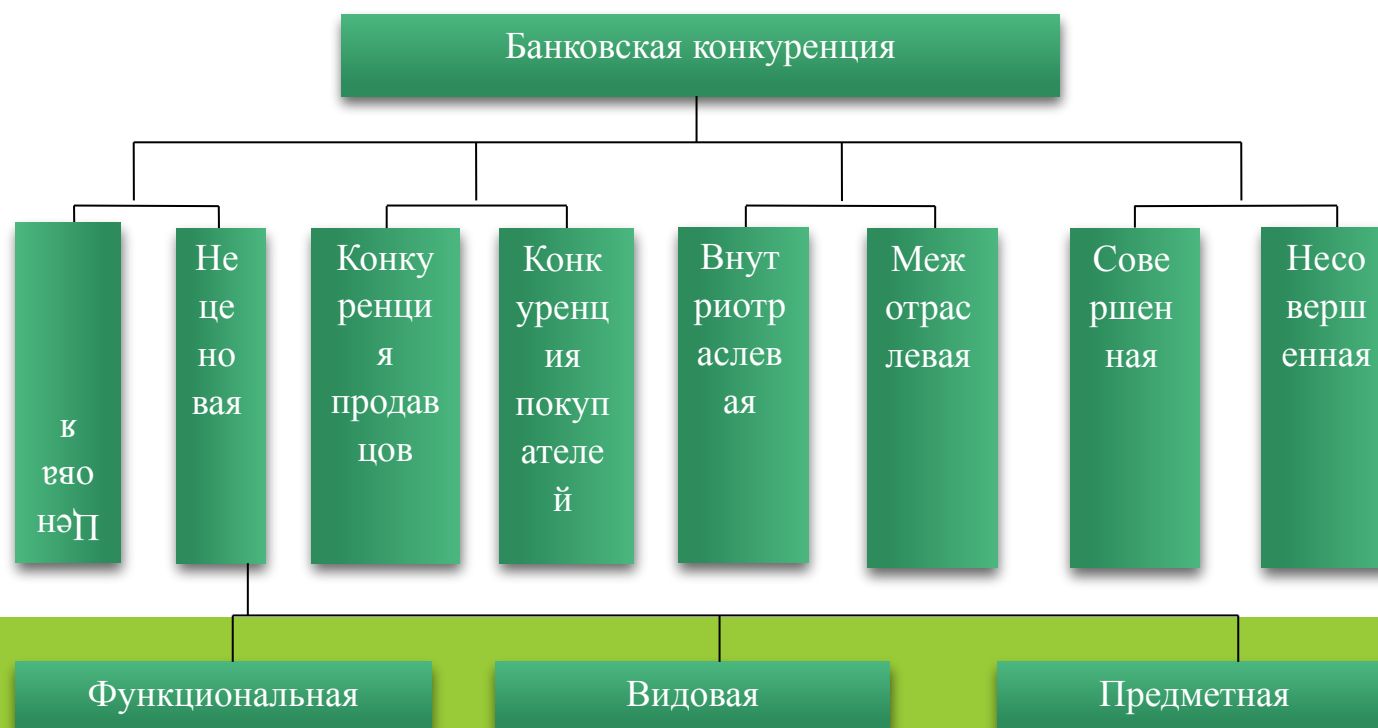 Банковская конкуренция
Цен
ова
я
Не
це
но
вая
Конку
ренци
я
продав
цов
Конк
уренц
ия
покуп
ателе
й
Внут
риотр
аслев
ая
Меж
отрас
левая
Сове
ршен
ная
Несо
верш
енная
Функциональная
Видовая
Предметная